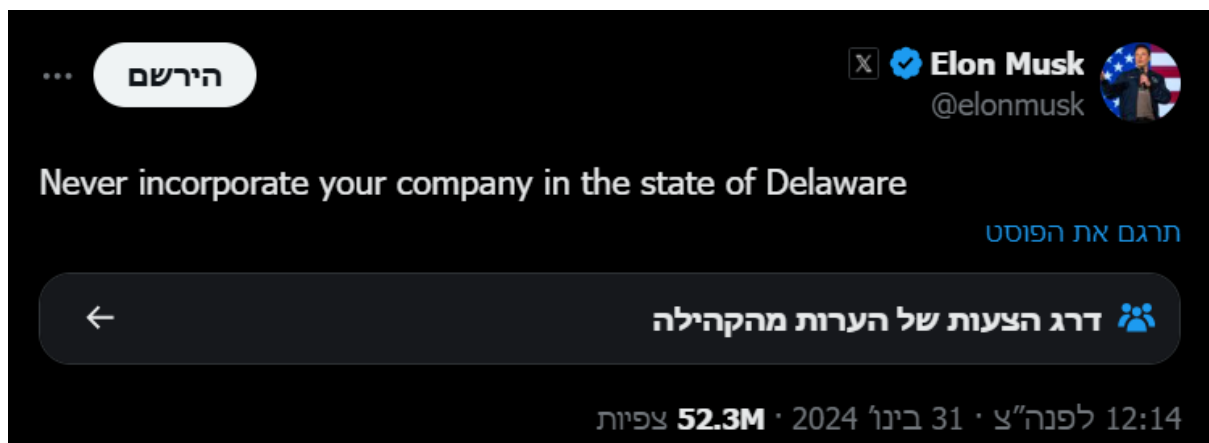 Elon Musk
@elonmusk
הירשם
Never incorporate your company in the state of Delaware
תרגם את הפוסט
דרג הצעות של הערות מהקהילה
12:14 לפנה״צ · 31 בינו׳ 2024 · 52.3M צפיות